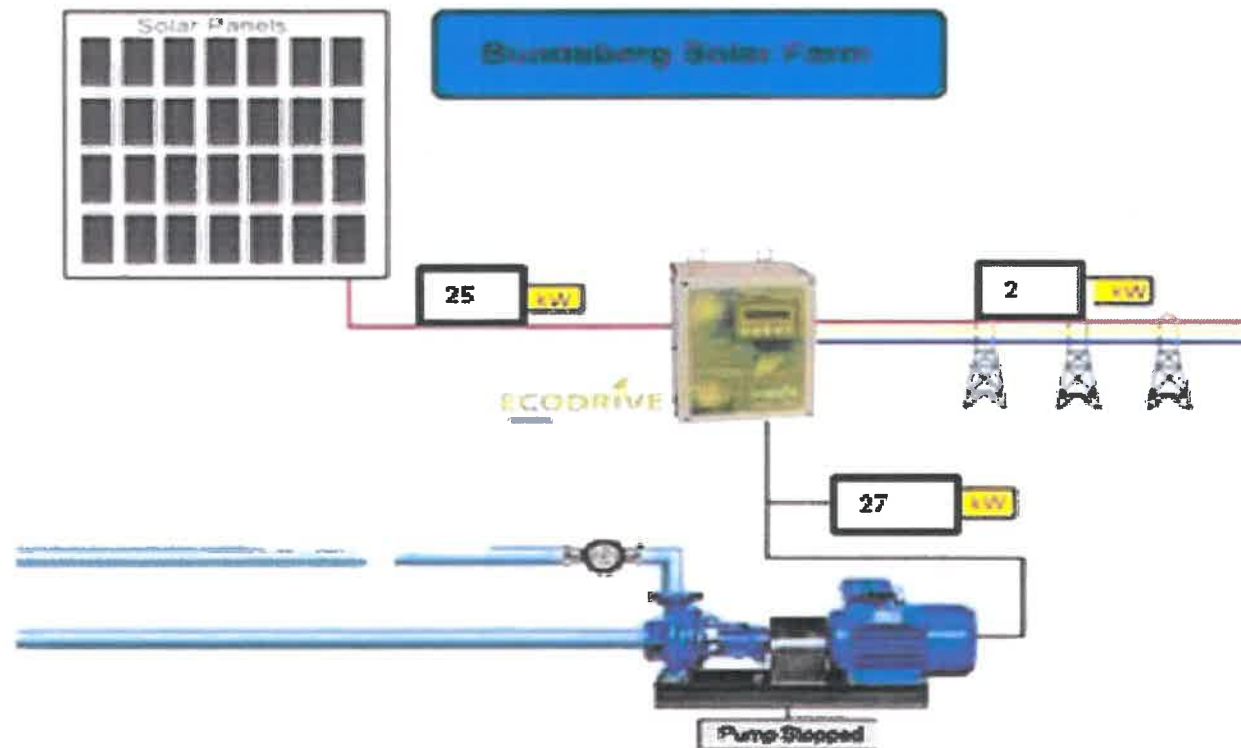 Solar Panels
Bundaberg Solar Farm
25 kW
2 kW
ECODRIVE
27 kW
Pump Stopped